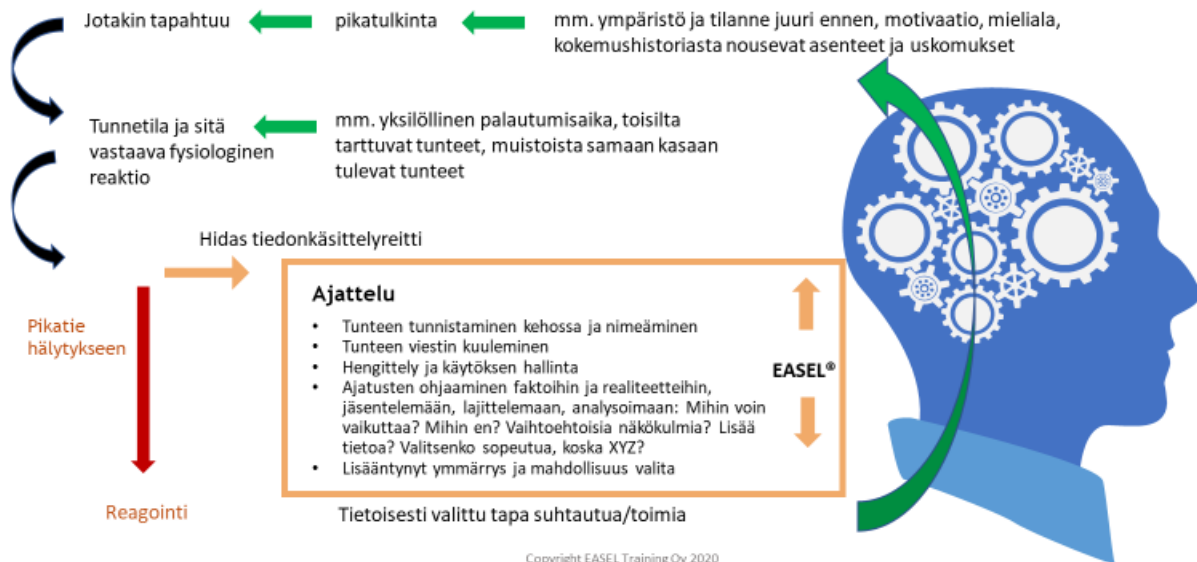 Jotakin tapahtuu
pikatulkinta
mm. ympäristö ja tilanne juuri ennen, motivaatio, mieliala,
kokemushistoriasta nousevat asenteet ja uskomukset
Tunnetila ja sitä
vastaava fysiologinen
reaktio
mm. yksilöllinen palautumisaika, toisilta
tarttuvat tunteet, muistoista samaan kasaan
tulevat tunteet
Hidas tiedonkäsittelyreitti
Pikatie
hälytykseen
Ajattelu
• Tunteen tunnistaminen kehossa ja nimeäminen
• Tunteen viestin kuuleminen
• Hengittely ja käytöksen hallinta
• Ajatusten ohjaaminen faktoihin ja realiteetteihin,
jäsentelemään, lajittelemaan, analysoimaan: Mihin voin
vaikuttaa? Mihin en? Vaihtoehtoisia näkökulmia? Lisää
tietoa? Valitsenko sopeutua, koska XYZ?
• Lisääntynyt ymmärrys ja mahdollisuus valita
EASEL®
Reagointi
Tietoisesti valittu tapa suhtautua/toimia
Copyright EASEL Training Oy 2020